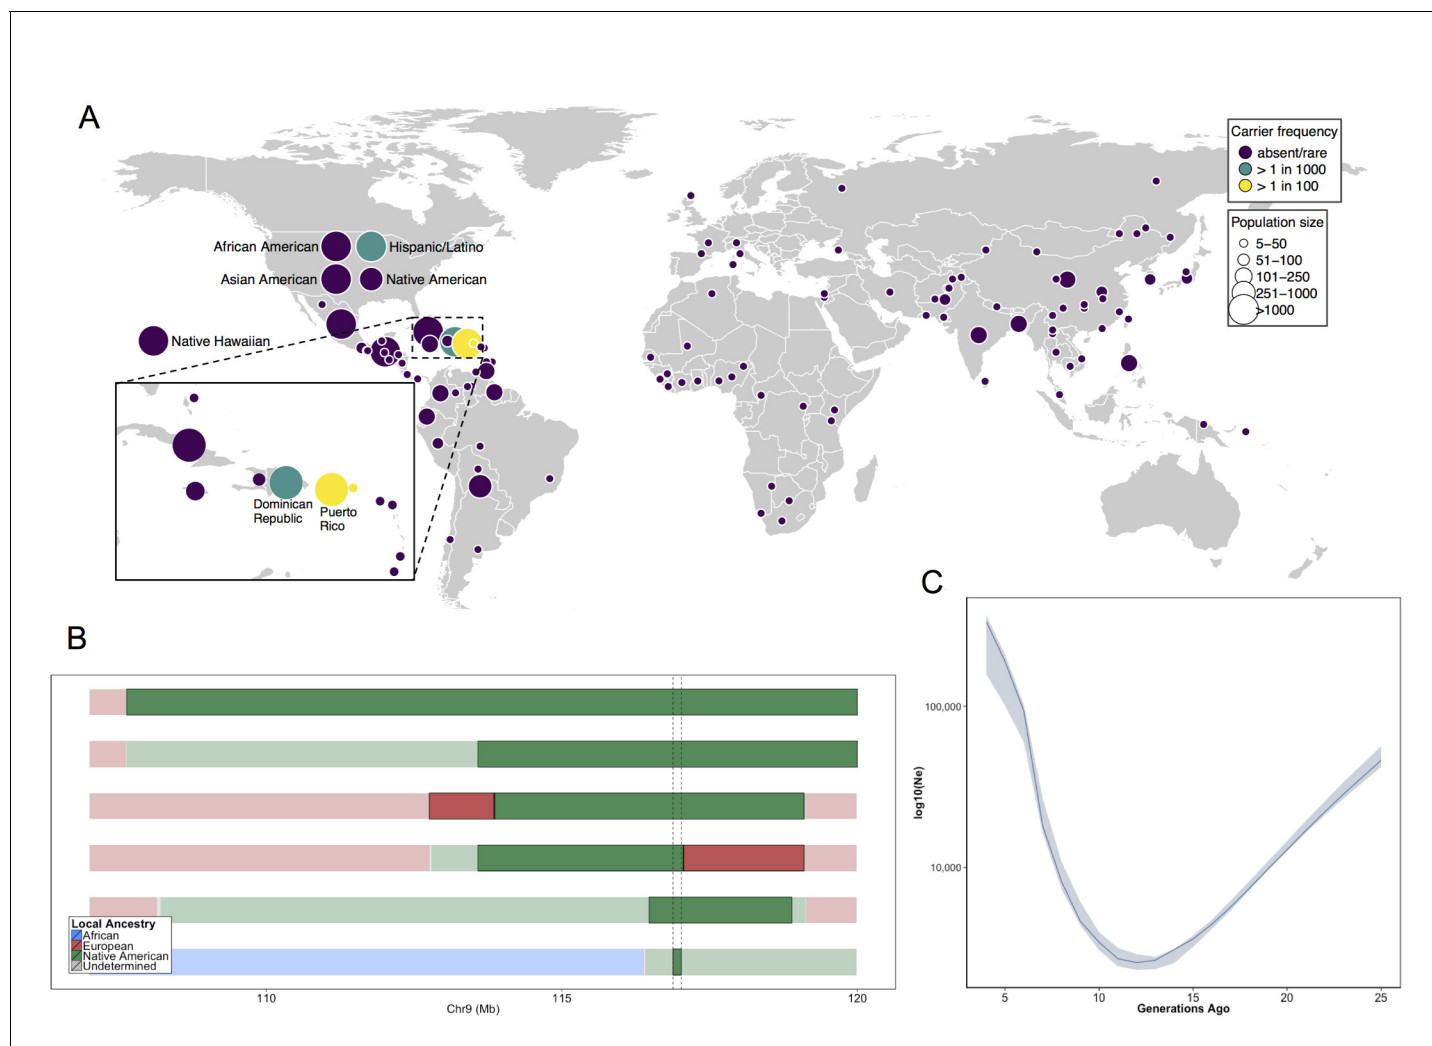 A
Carrier frequency
absent/rare
> 1 in 1000
> 1 in 100
Population size
5–50
51–100
101–250
251–1000
>1000
African American
Hispanic/Latino
Asian American
Native American
Native Hawaiian
Dominican
Republic
Puerto
Rico
B
Local Ancestry
African
European
Native American
Undetermined
110
115
120
Chr9 (Mb)
C
log10(Ne)
100,000
10,000
5
10
15
20
25
Generations Ago